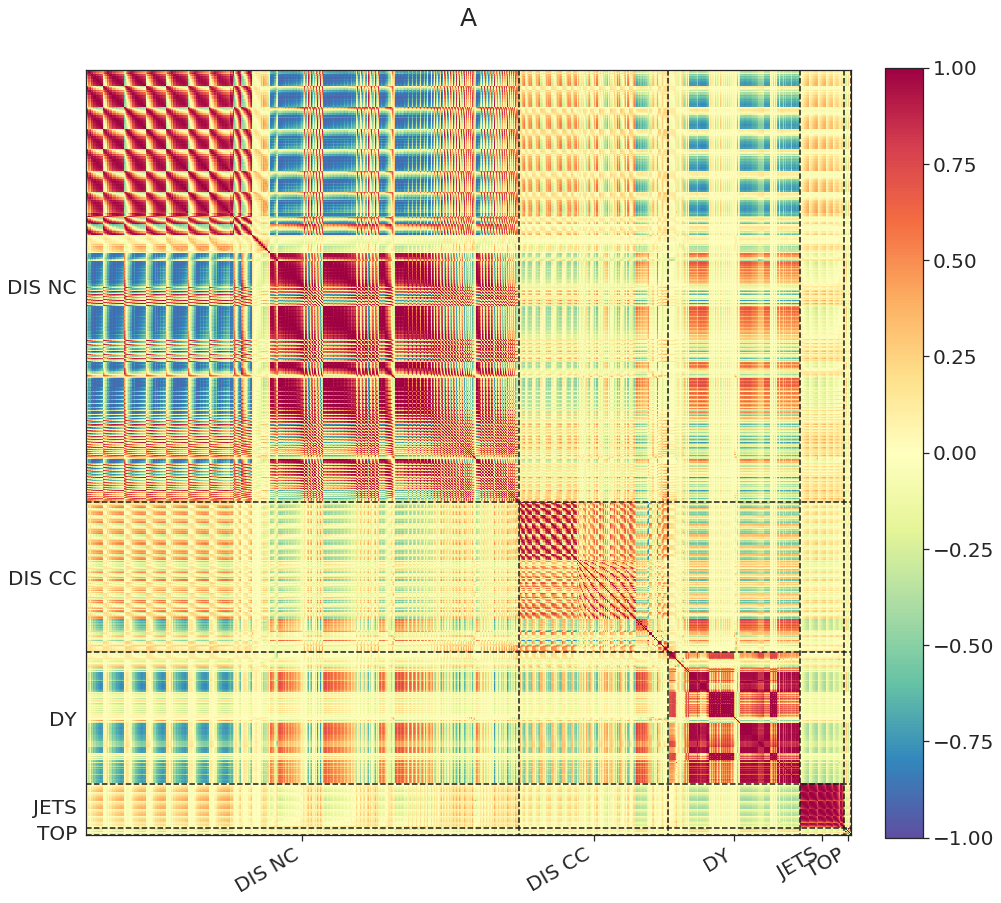 A
DIS NC
DIS CC
DY
JETS
TOP
DIS NC
DIS CC
DY
JETS
TOP
1.00
0.75
0.50
0.25
0.00
−0.25
−0.50
−0.75
−1.00